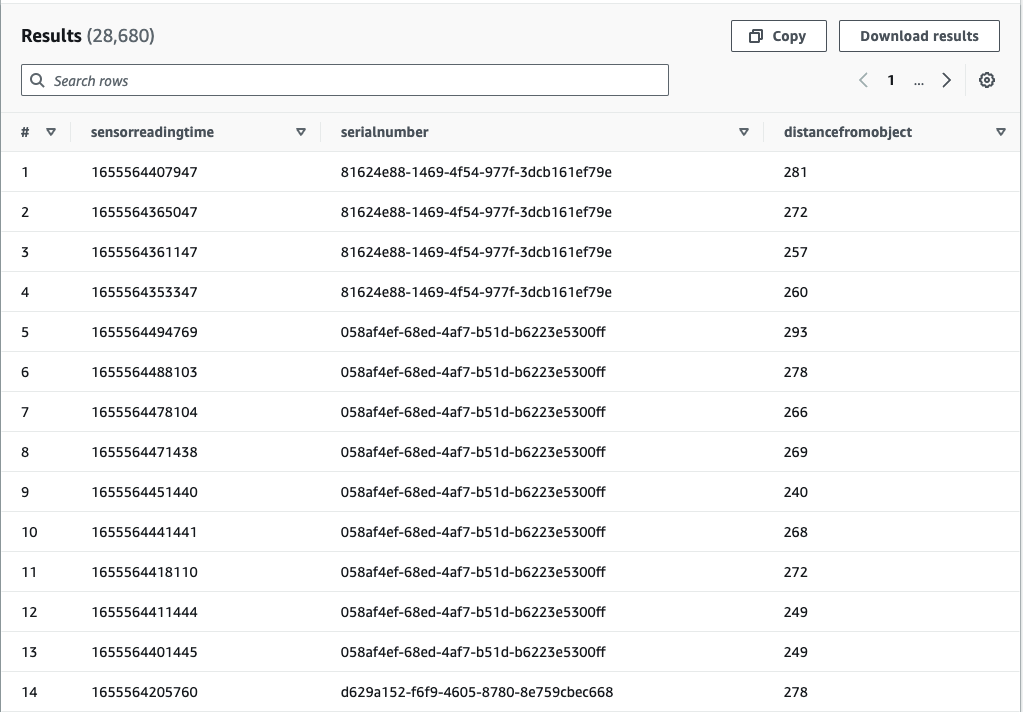 Results (28,680) Copy Download results
Search rows 1 ...
# sensorreadingtime serialnumber distancefromobject
1 1655564407947 81624e88-1469-4f54-977f-3dcb161ef79e 281
2 1655564365047 81624e88-1469-4f54-977f-3dcb161ef79e 272
3 1655564361147 81624e88-1469-4f54-977f-3dcb161ef79e 257
4 1655564353347 81624e88-1469-4f54-977f-3dcb161ef79e 260
5 1655564494769 058af4ef-68ed-4af7-b51d-b6223e5300ff 293
6 1655564488103 058af4ef-68ed-4af7-b51d-b6223e5300ff 278
7 1655564478104 058af4ef-68ed-4af7-b51d-b6223e5300ff 266
8 1655564471438 058af4ef-68ed-4af7-b51d-b6223e5300ff 269
9 1655564451440 058af4ef-68ed-4af7-b51d-b6223e5300ff 240
10 1655564441441 058af4ef-68ed-4af7-b51d-b6223e5300ff 268
11 1655564418110 058af4ef-68ed-4af7-b51d-b6223e5300ff 272
12 1655564411444 058af4ef-68ed-4af7-b51d-b6223e5300ff 249
13 1655564401445 058af4ef-68ed-4af7-b51d-b6223e5300ff 249
14 1655564205760 d629a152-f6f9-4605-8780-8e759cbec668 278